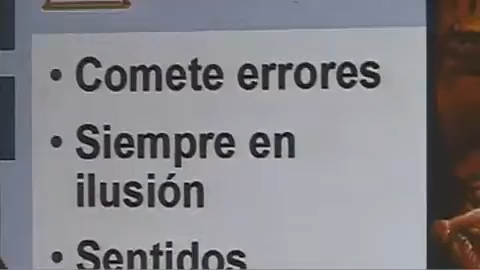 • Comete errores
• Siempre en
ilusión
• Sentidos